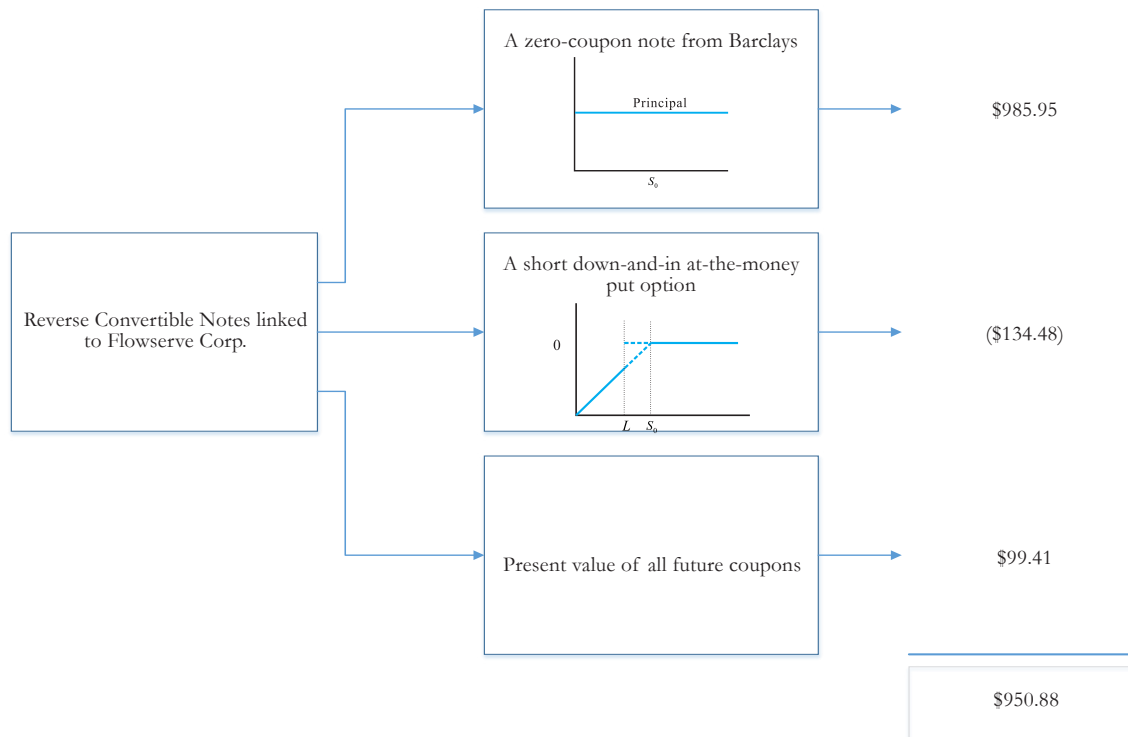 A zero-coupon note from Barclays
Principal
S₀
$985.95
Reverse Convertible Notes linked
to Flowserve Corp.
A short down-and-in at-the-money
put option
0
L S₀
($134.48)
Present value of all future coupons
$99.41
$950.88